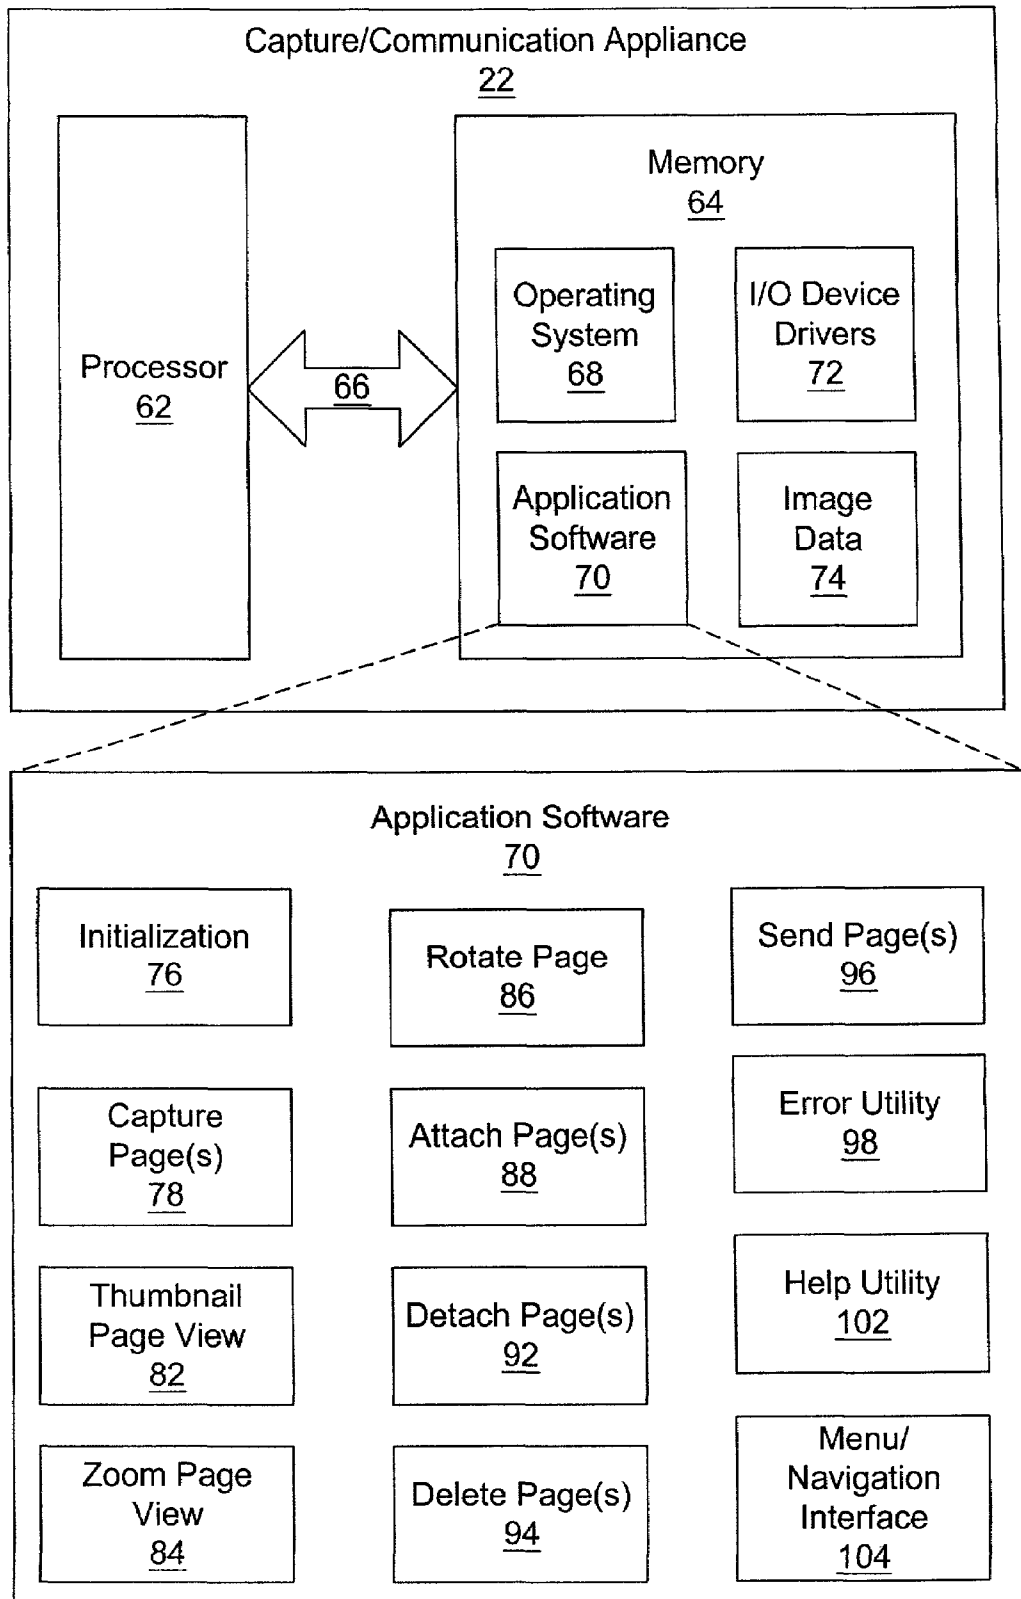 Capture/Communication Appliance
22
Processor
62
66
Memory
64
Operating
System
68
I/O Device
Drivers
72
Application
Software
70
Image
Data
74
Application Software
70
Initialization
76
Capture
Page(s)
78
Thumbnail
Page View
82
Zoom Page
View
84
Rotate Page
86
Attach Page(s)
88
Detach Page(s)
92
Delete Page(s)
94
Send Page(s)
96
Error Utility
98
Help Utility
102
Menu/
Navigation
Interface
104